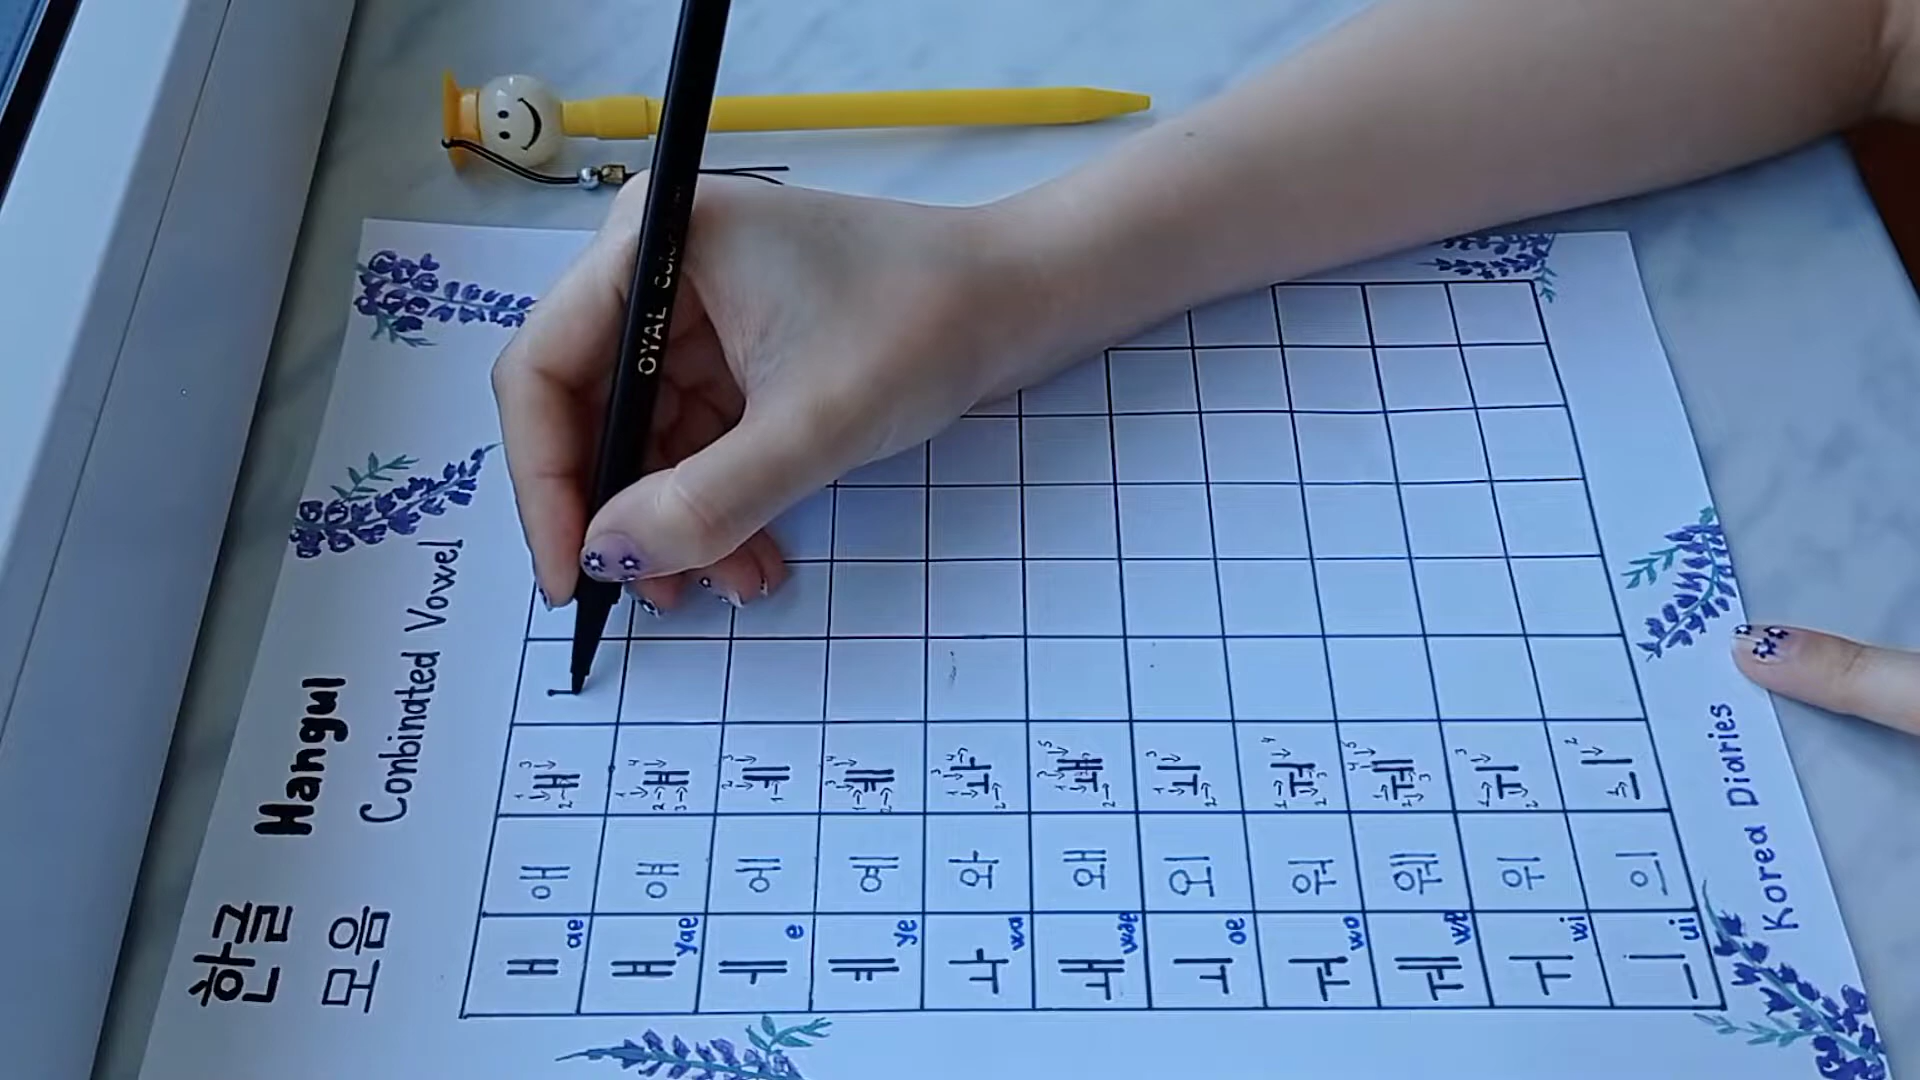 한글 Hangul
모음 Conbinated Vowel
ㅐ ae 애 ㅐ
ㅒ yae 얘 ㅒ
ㅔ e 에 ㅔ
ㅖ ye 예 ㅖ
ㅘ wa 와 ㅘ
ㅙ wae 왜 ㅙ
ㅚ oe 외 ㅚ
ㅝ wo 워 ㅝ
ㅞ we 웨 ㅞ
ㅟ wi 위 ㅟ
ㅢ ui 의 ㅢ
Korea Diaries
OYAL